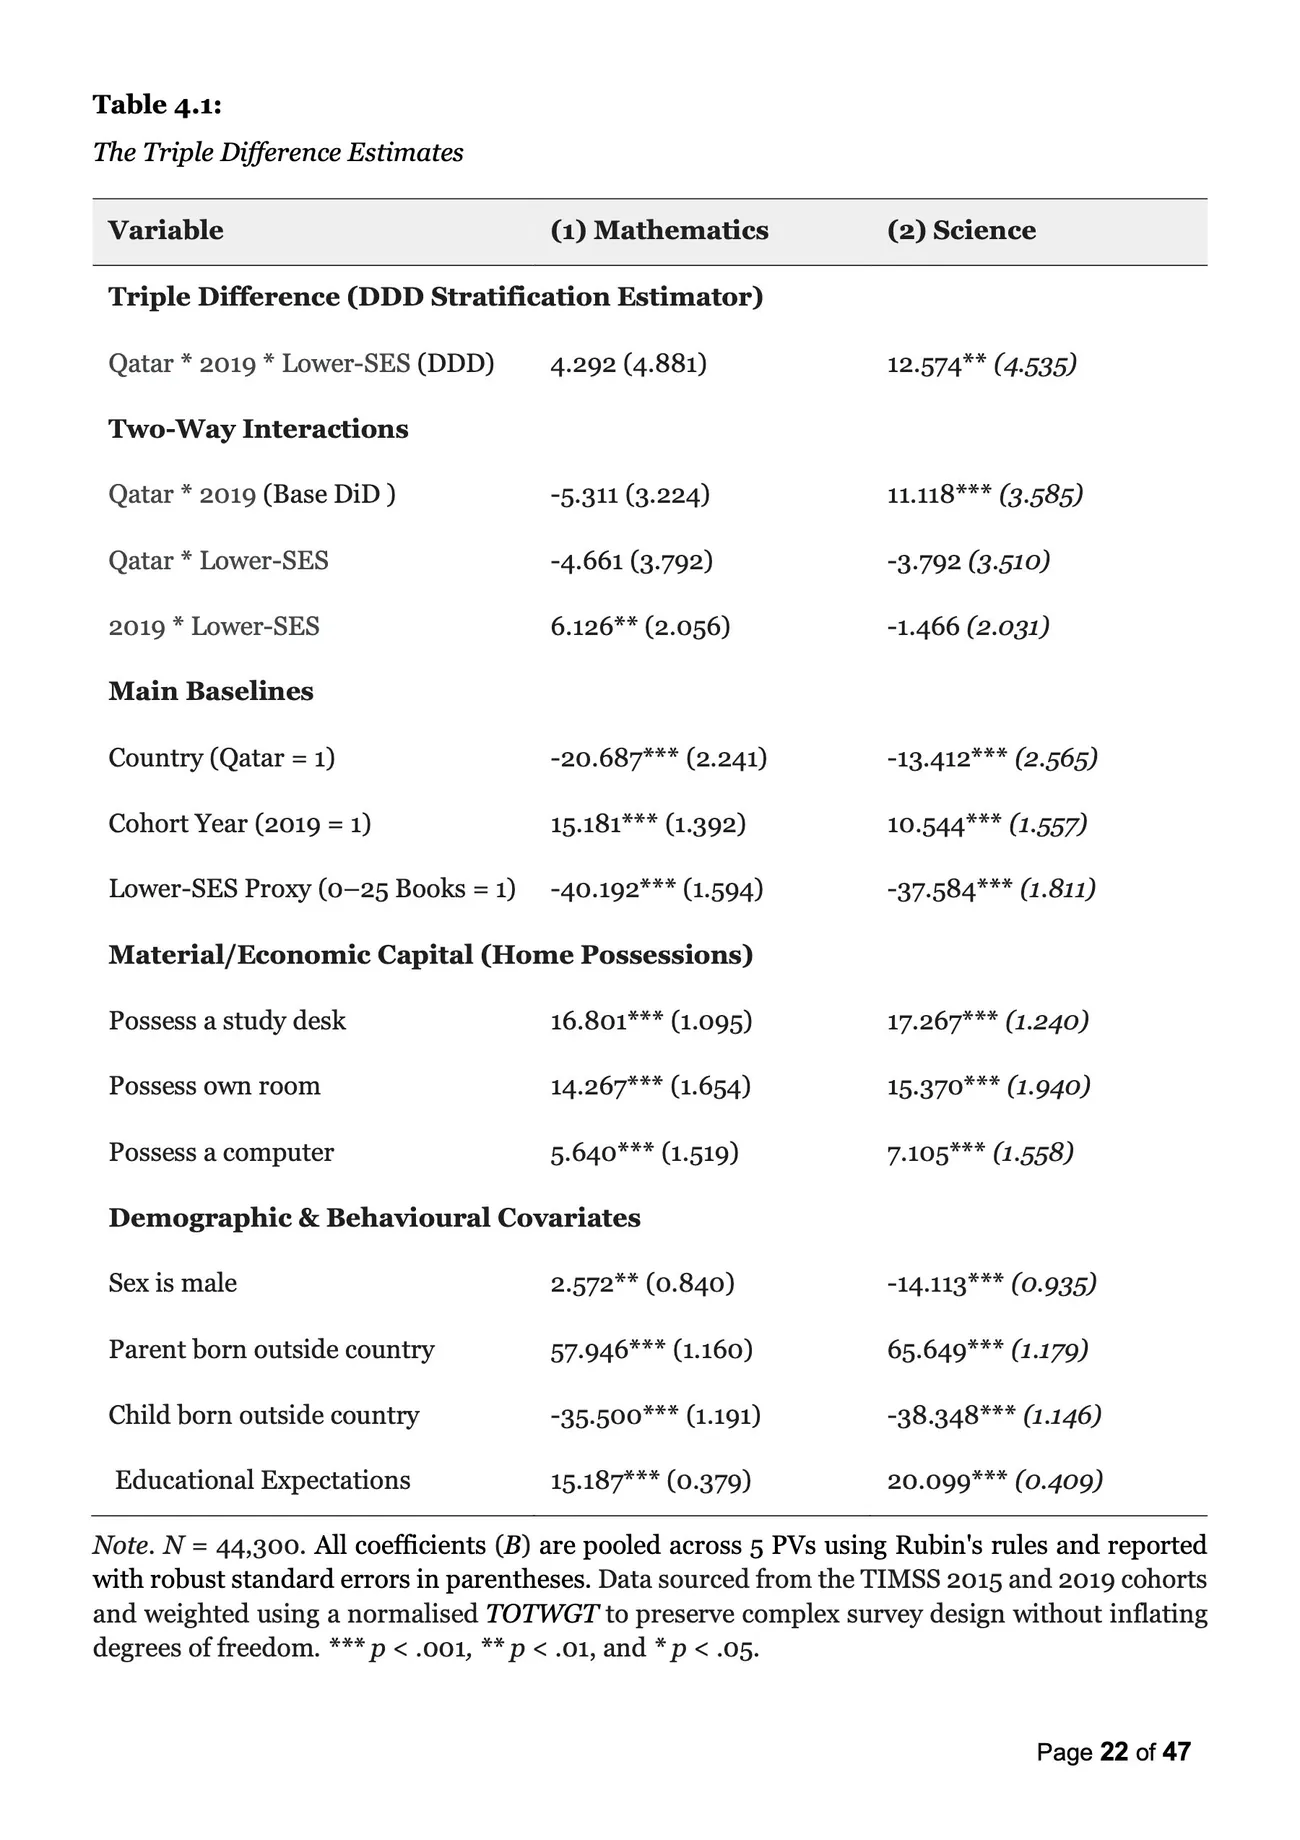 Table 4.1:
The Triple Difference Estimates
Variable (1) Mathematics (2) Science
Triple Difference (DDD Stratification Estimator)
Qatar * 2019 * Lower-SES (DDD) 4.292 (4.881) 12.574** (4.535)
Two-Way Interactions
Qatar * 2019 (Base DiD ) -5.311 (3.224) 11.118*** (3.585)
Qatar * Lower-SES -4.661 (3.792) -3.792 (3.510)
2019 * Lower-SES 6.126** (2.056) -1.466 (2.031)
Main Baselines
Country (Qatar = 1) -20.687*** (2.241) -13.412*** (2.565)
Cohort Year (2019 = 1) 15.181*** (1.392) 10.544*** (1.557)
Lower-SES Proxy (0–25 Books = 1) -40.192*** (1.594) -37.584*** (1.811)
Material/Economic Capital (Home Possessions)
Possess a study desk 16.801*** (1.095) 17.267*** (1.240)
Possess own room 14.267*** (1.654) 15.370*** (1.940)
Possess a computer 5.640*** (1.519) 7.105*** (1.558)
Demographic & Behavioural Covariates
Sex is male 2.572** (0.840) -14.113*** (0.935)
Parent born outside country 57.946*** (1.160) 65.649*** (1.179)
Child born outside country -35.500*** (1.191) -38.348*** (1.146)
Educational Expectations 15.187*** (0.379) 20.099*** (0.409)
Note. N = 44,300. All coefficients (B) are pooled across 5 PVs using Rubin's rules and reported
with robust standard errors in parentheses. Data sourced from the TIMSS 2015 and 2019 cohorts
and weighted using a normalised TOTWGT to preserve complex survey design without inflating
degrees of freedom. *** p < .001, ** p < .01, and * p < .05.
Page 22 of 47